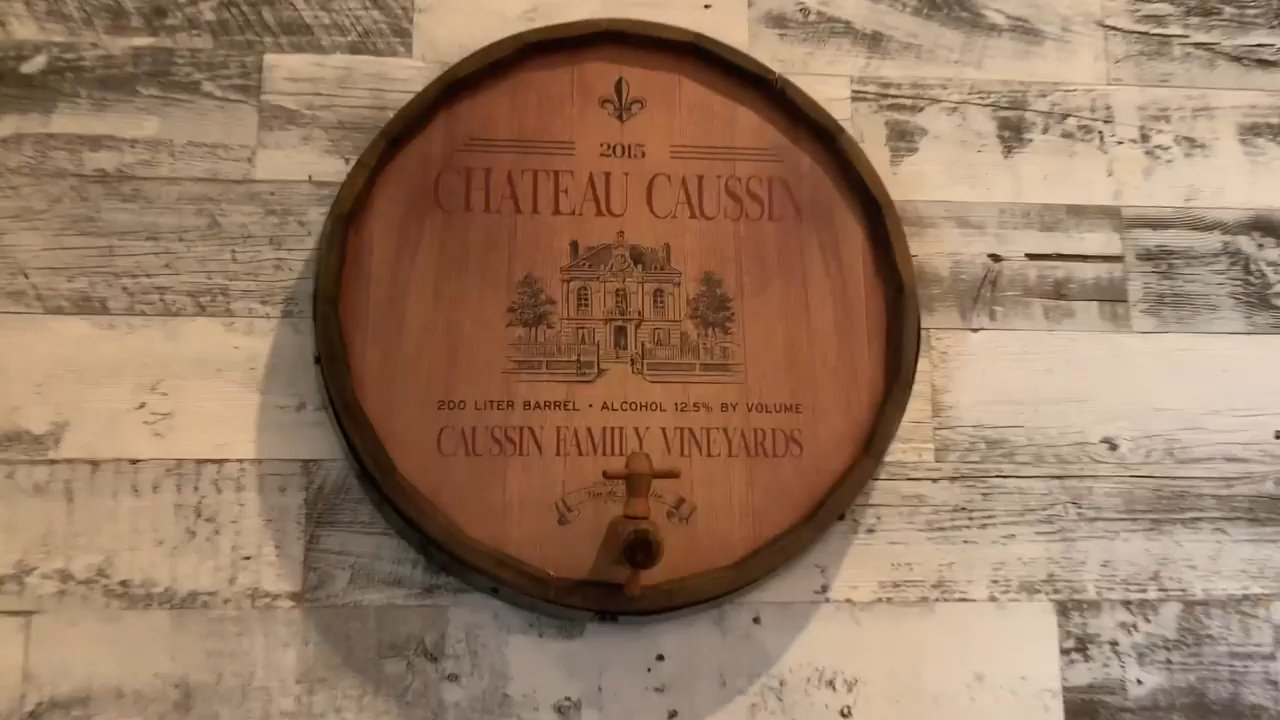 2015
CHATEAU CAUSSIN
200 LITER BARREL • ALCOHOL 12.5% BY VOLUME
CAUSSIN FAMILY VINEYARDS